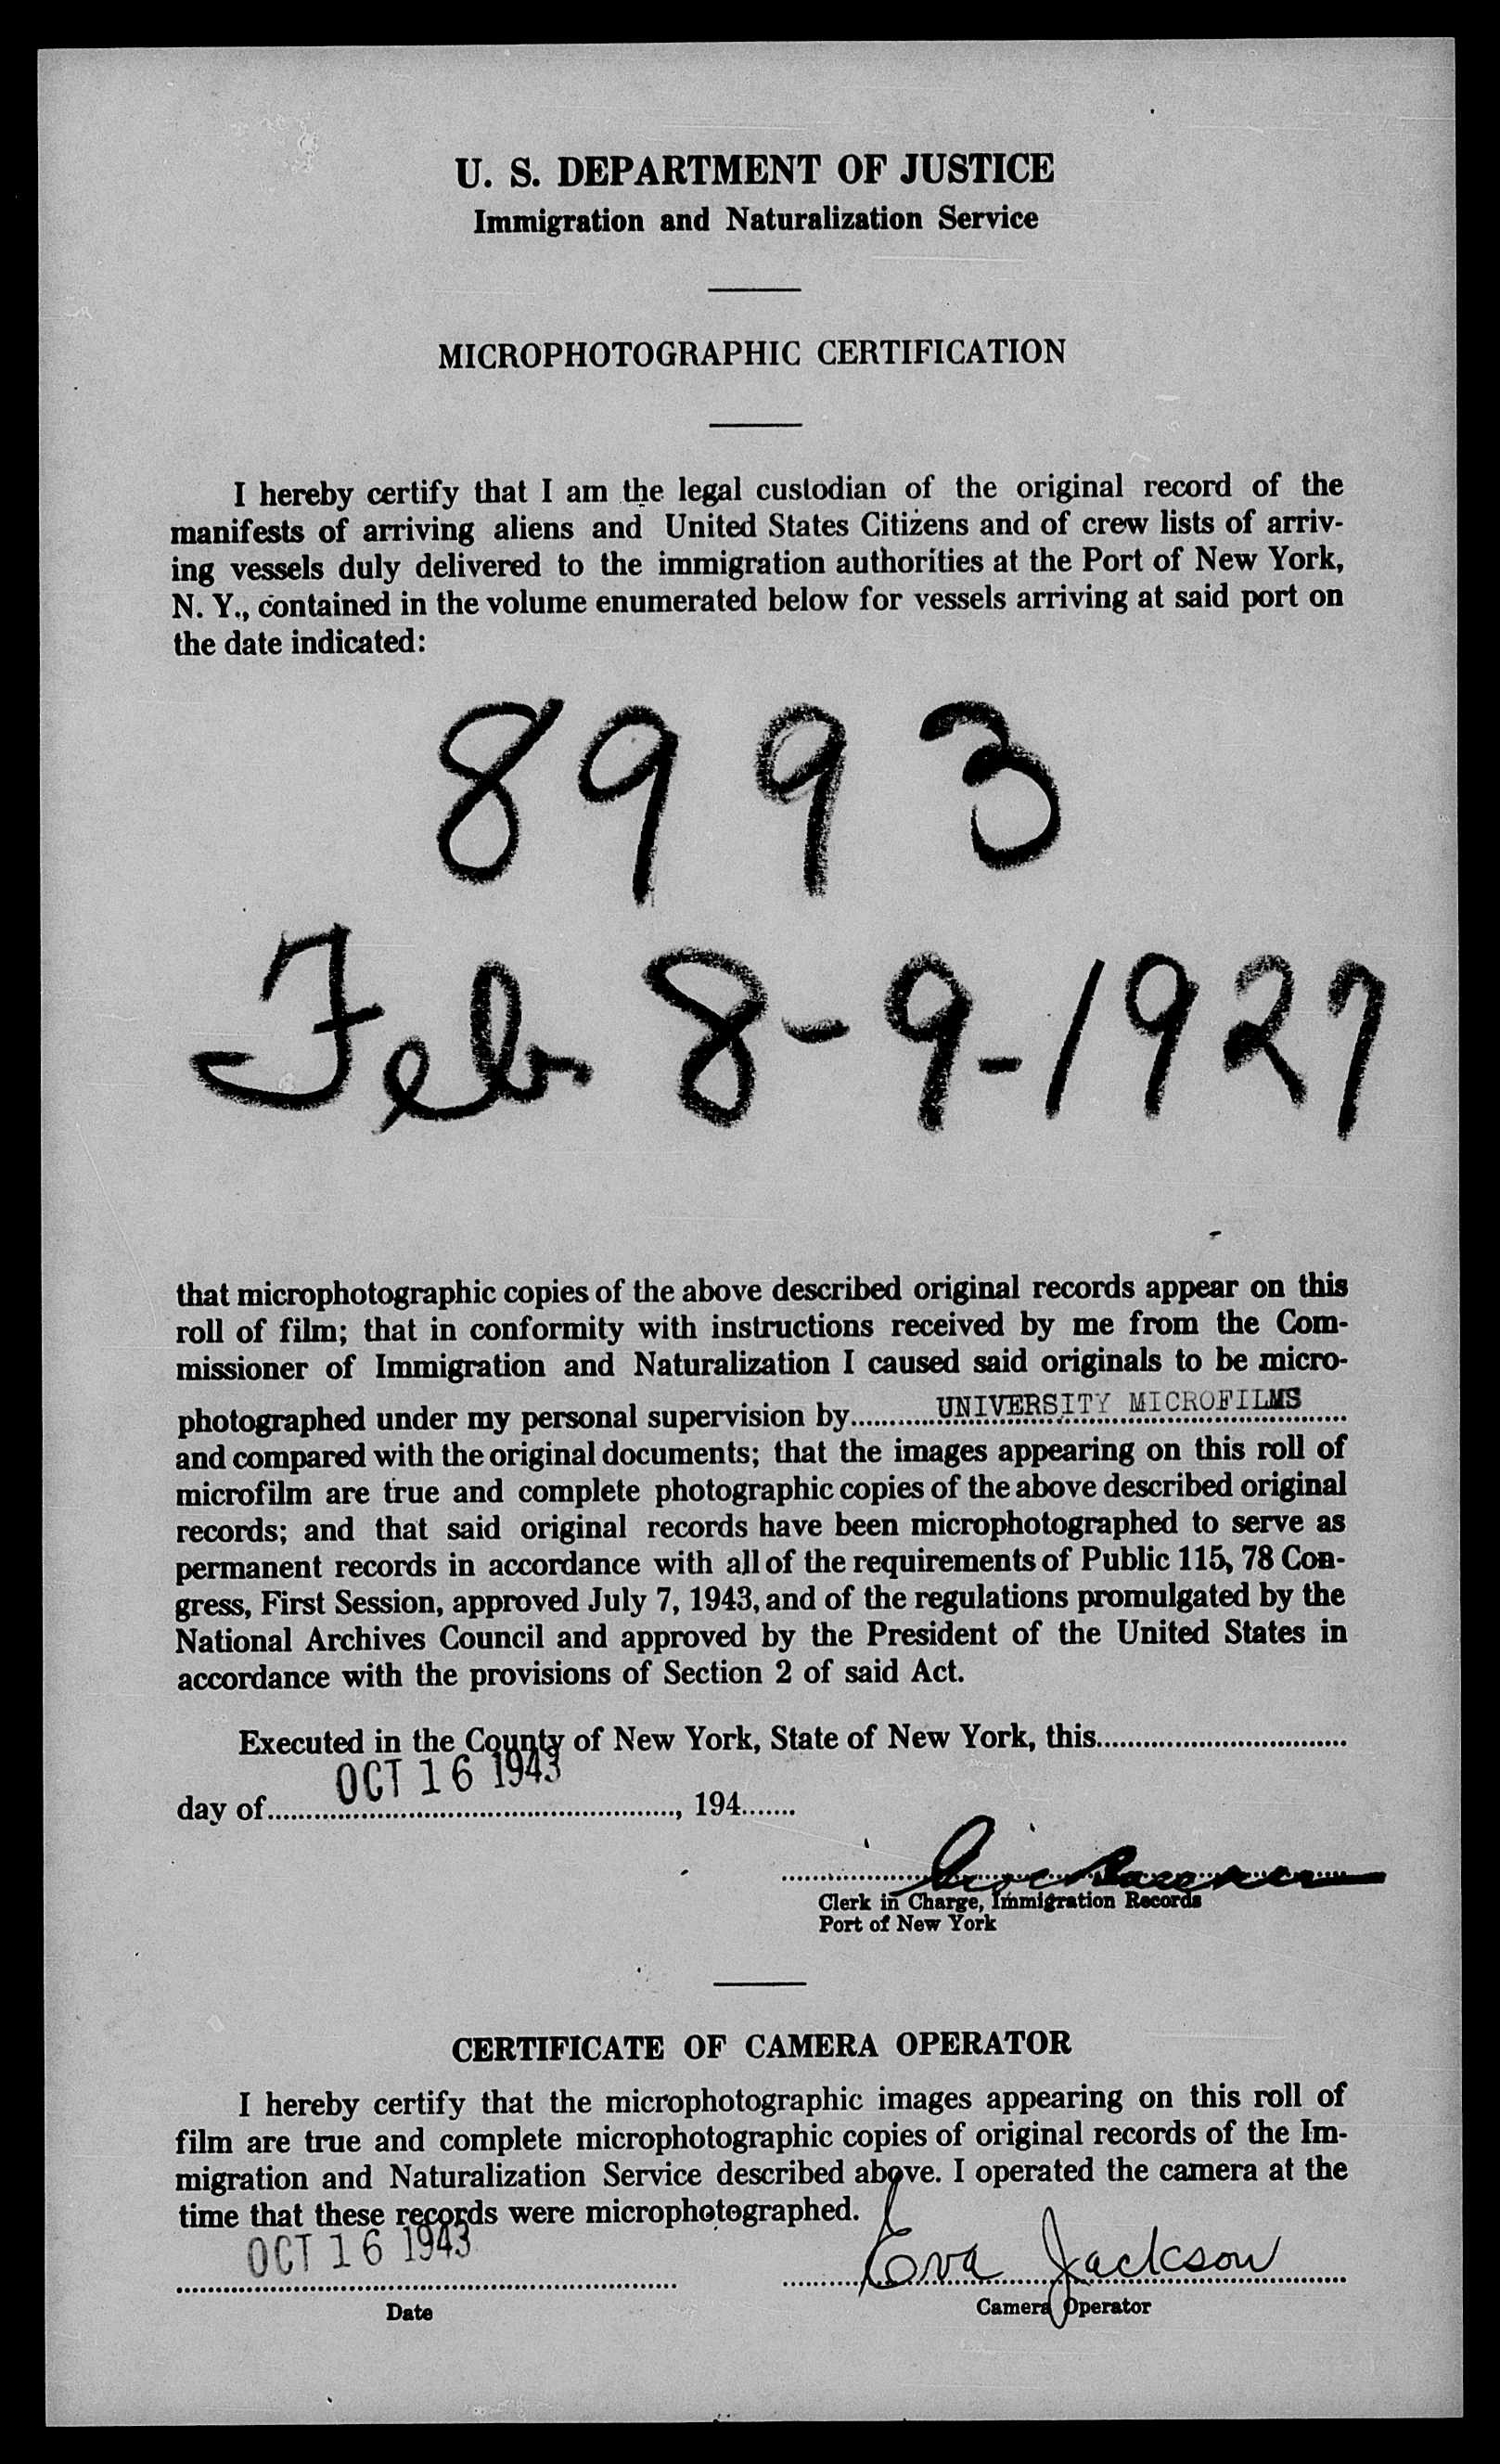 U. S. DEPARTMENT OF JUSTICE
Immigration and Naturalization Service
MICROPHOTOGRAPHIC CERTIFICATION
I hereby certify that I am the legal custodian of the original record of the
manifests of arriving aliens and United States Citizens and of crew lists of arriv-
ing vessels duly delivered to the immigration authorities at the Port of New York,
N. Y., contained in the volume enumerated below for vessels arriving at said port on
the date indicated:
8993
Feb 8-9-1927
that microphotographic copies of the above described original records appear on this
roll of film; that in conformity with instructions received by me from the Com-
missioner of Immigration and Naturalization I caused said originals to be micro-
photographed under my personal supervision by UNIVERSITY MICROFILMS
and compared with the original documents; that the images appearing on this roll of
microfilm are true and complete photographic copies of the above described original
records; and that said original records have been microphotographed to serve as
permanent records in accordance with all of the requirements of Public 115, 78 Con-
gress, First Session, approved July 7, 1943, and of the regulations promulgated by the
National Archives Council and approved by the President of the United States in
accordance with the provisions of Section 2 of said Act.
Executed in the County of New York, State of New York, this
day of OCT 16 1943, 194
Clerk in Charge, Immigration Records
Port of New York
CERTIFICATE OF CAMERA OPERATOR
I hereby certify that the microphotographic images appearing on this roll of
film are true and complete microphotographic copies of original records of the Im-
migration and Naturalization Service described above. I operated the camera at the
time that these records were microphotographed.
OCT 16 1943 Eva Jackson
Date Camera Operator